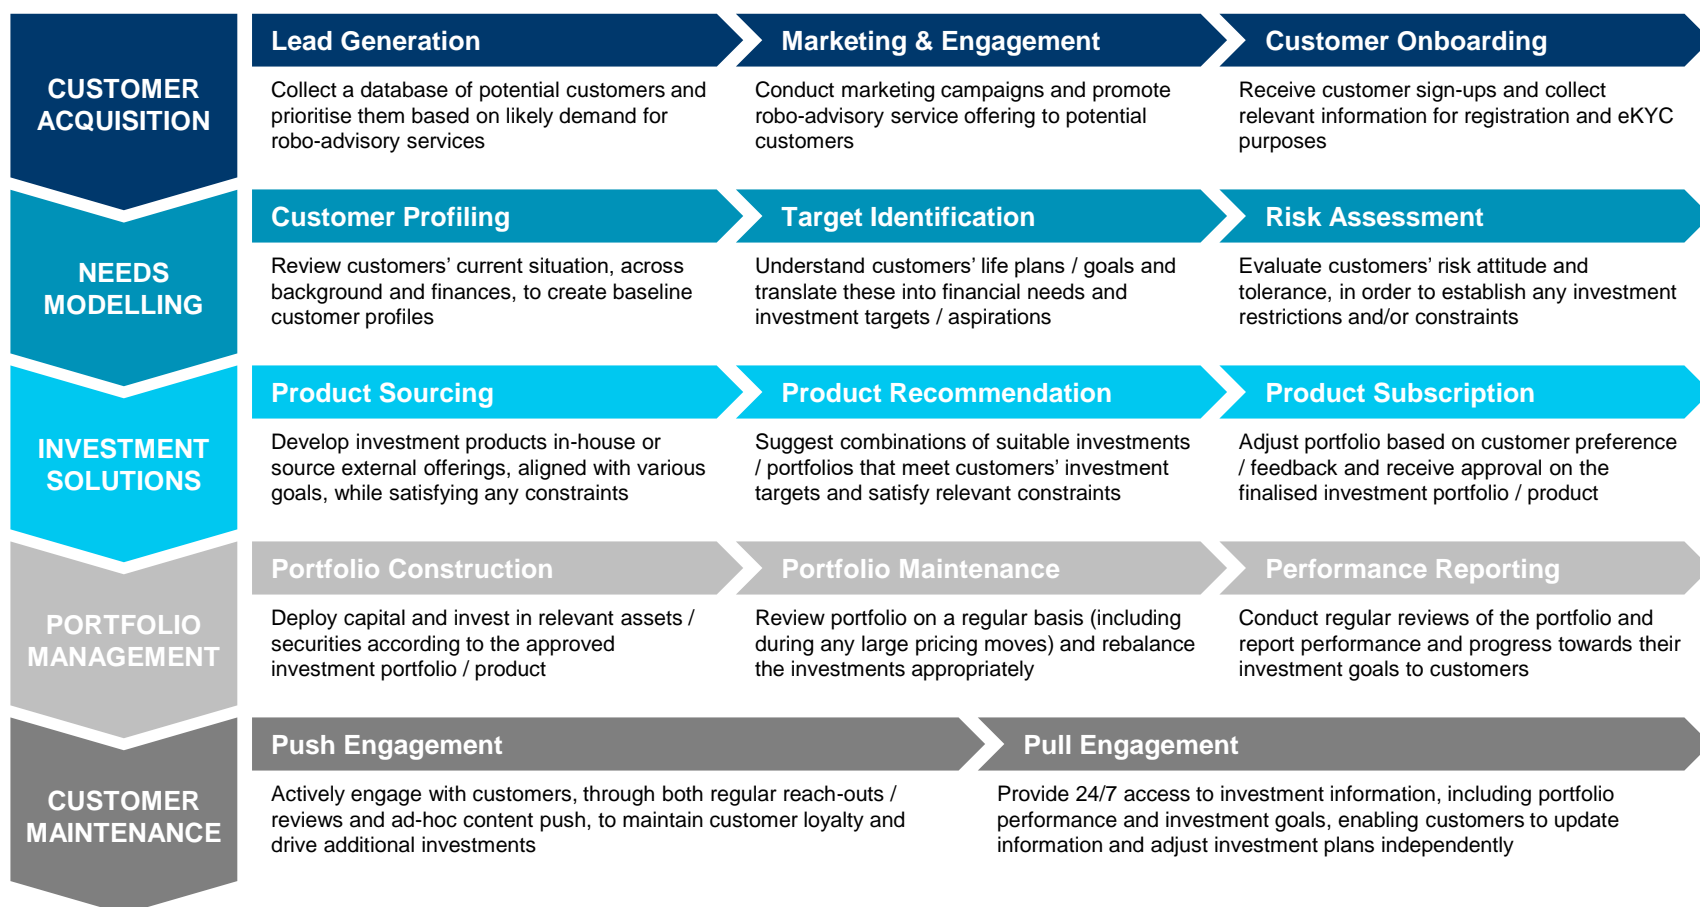 CUSTOMER
ACQUISITION
Lead Generation
Collect a database of potential customers and
prioritise them based on likely demand for
robo-advisory services
Marketing & Engagement
Conduct marketing campaigns and promote
robo-advisory service offering to potential
customers
Customer Onboarding
Receive customer sign-ups and collect
relevant information for registration and eKYC
purposes
NEEDS
MODELLING
Customer Profiling
Review customers’ current situation, across
background and finances, to create baseline
customer profiles
Target Identification
Understand customers’ life plans / goals and
translate these into financial needs and
investment targets / aspirations
Risk Assessment
Evaluate customers’ risk attitude and
tolerance, in order to establish any investment
restrictions and/or constraints
INVESTMENT
SOLUTIONS
Product Sourcing
Develop investment products in-house or
source external offerings, aligned with various
goals, while satisfying any constraints
Product Recommendation
Suggest combinations of suitable investments
/ portfolios that meet customers’ investment
targets and satisfy relevant constraints
Product Subscription
Adjust portfolio based on customer preference
/ feedback and receive approval on the
finalised investment portfolio / product
PORTFOLIO
MANAGEMENT
Portfolio Construction
Deploy capital and invest in relevant assets /
securities according to the approved
investment portfolio / product
Portfolio Maintenance
Review portfolio on a regular basis (including
during any large pricing moves) and rebalance
the investments appropriately
Performance Reporting
Conduct regular reviews of the portfolio and
report performance and progress towards their
investment goals to customers
CUSTOMER
MAINTENANCE
Push Engagement
Actively engage with customers, through both regular reach-outs /
reviews and ad-hoc content push, to maintain customer loyalty and
drive additional investments
Pull Engagement
Provide 24/7 access to investment information, including portfolio
performance and investment goals, enabling customers to update
information and adjust investment plans independently